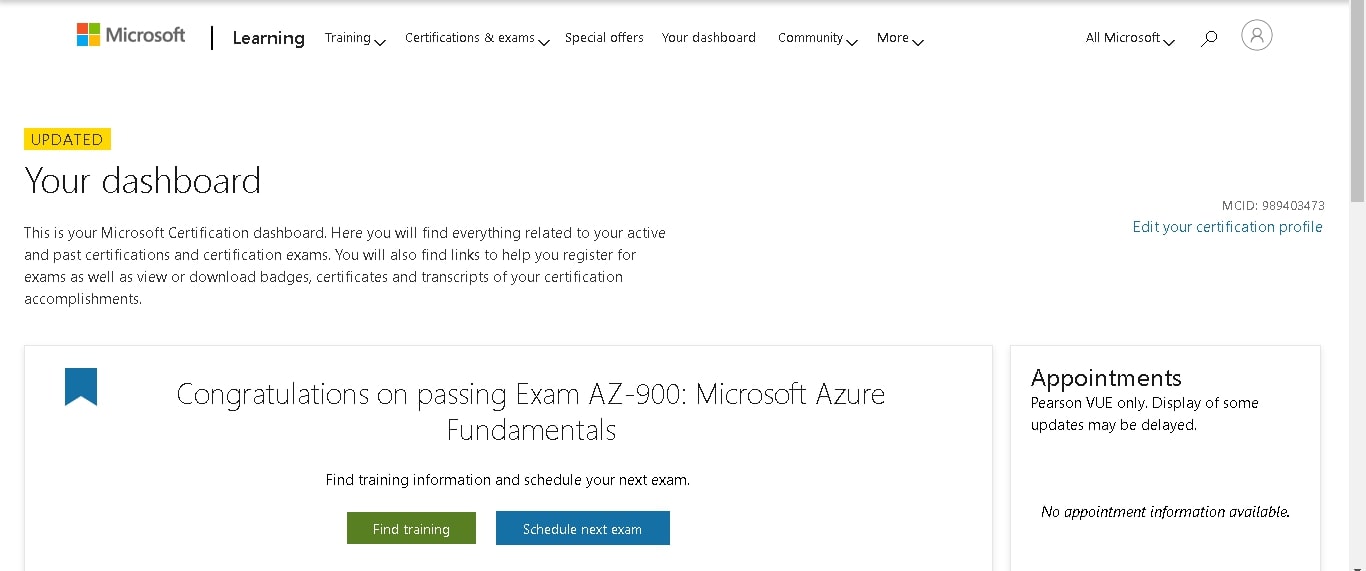 Microsoft Learning Training Certifications & exams Special offers Your dashboard Community More All Microsoft
UPDATED
Your dashboard
MCID: 989403473
Edit your certification profile
This is your Microsoft Certification dashboard. Here you will find everything related to your active
and past certifications and certification exams. You will also find links to help you register for
exams as well as view or download badges, certificates and transcripts of your certification
accomplishments.
Congratulations on passing Exam AZ-900: Microsoft Azure
Fundamentals
Find training information and schedule your next exam.
Find training Schedule next exam
Appointments
Pearson VUE only. Display of some
updates may be delayed.
No appointment information available.